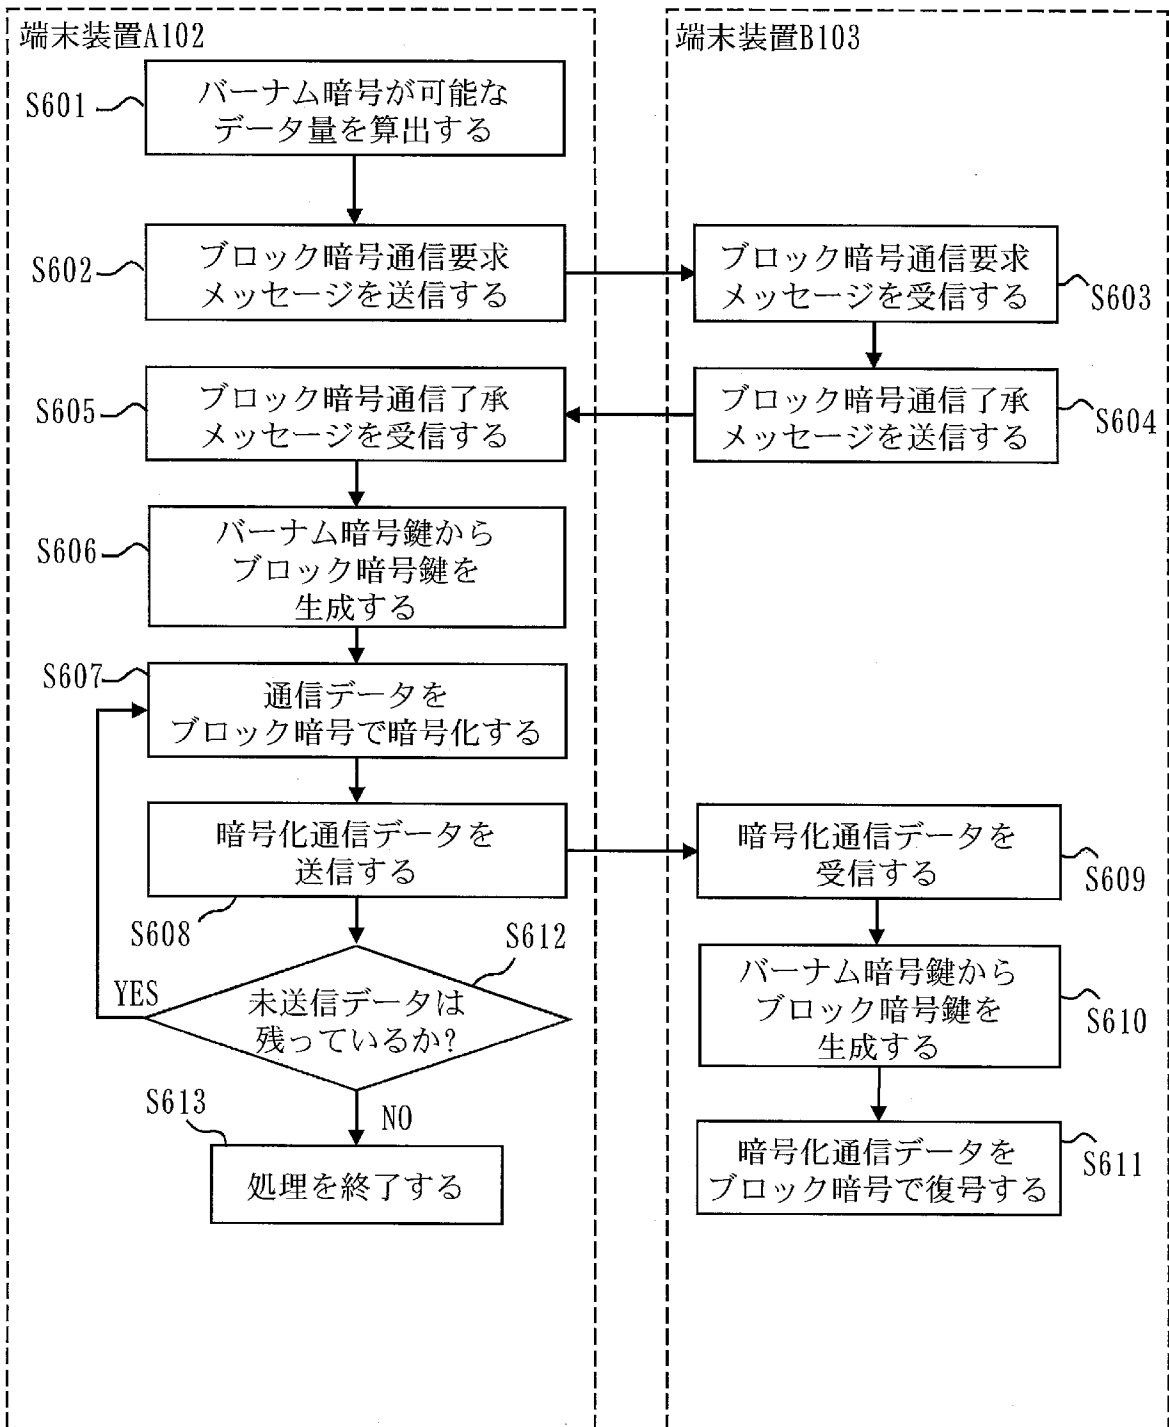 端末装置A102
S601
バーナム暗号が可能な
データ量を算出する
S602
ブロック暗号通信要求
メッセージを送信する
S605
ブロック暗号通信了承
メッセージを受信する
S606
バーナム暗号鍵から
ブロック暗号鍵を
生成する
S607
通信データを
ブロック暗号で暗号化する
暗号化通信データを
送信する
S608
S612
YES
未送信データは
残っているか?
S613
NO
処理を終了する
端末装置B103
ブロック暗号通信要求
メッセージを受信する
S603
ブロック暗号通信了承
メッセージを送信する
S604
暗号化通信データを
受信する
S609
バーナム暗号鍵から
ブロック暗号鍵を
生成する
S610
暗号化通信データを
ブロック暗号で復号する
S611